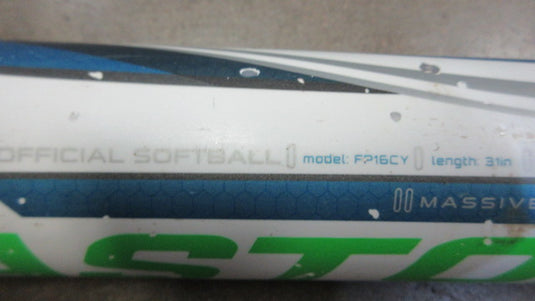 OFFICIAL SOFTBALL model: FP16CY length: 31in
MASSIVE
ASTO